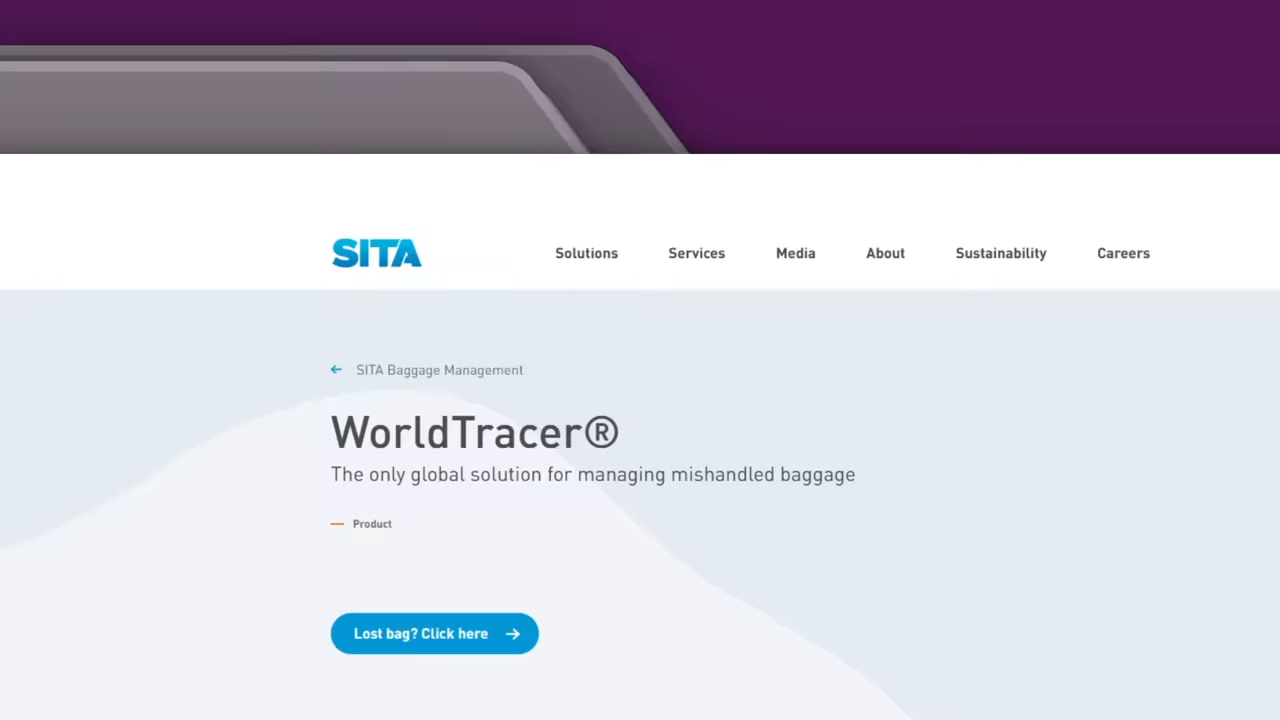 SITA
Solutions Services Media About Sustainability Careers
← SITA Baggage Management
WorldTracer®
The only global solution for managing mishandled baggage
Product
Lost bag? Click here →